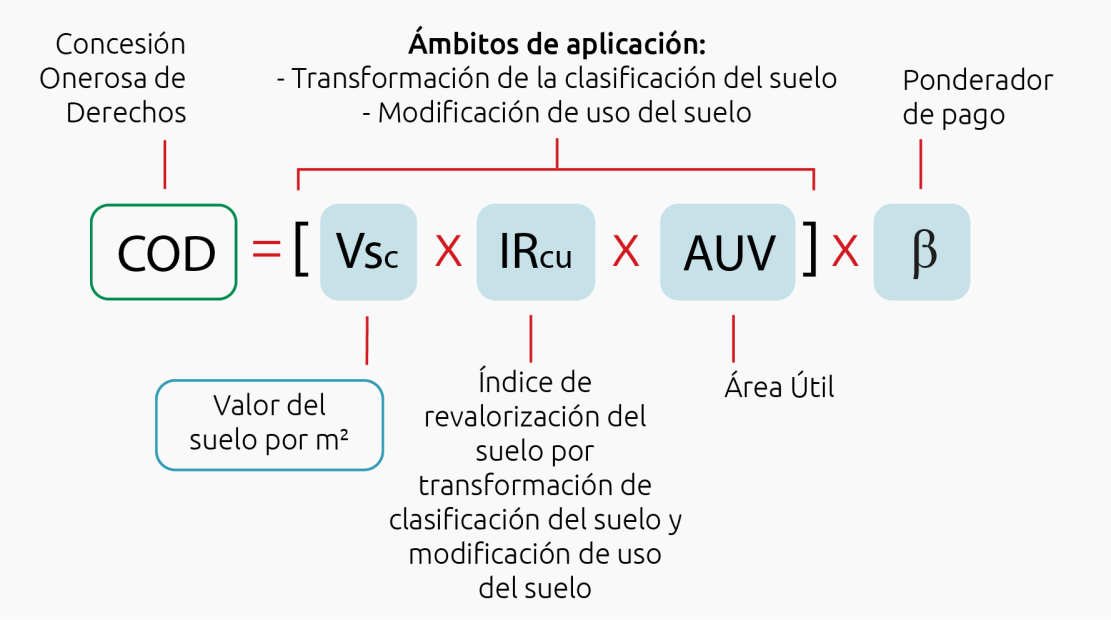 Concesión
Onerosa de
Derechos
Ámbitos de aplicación:
- Transformación de la clasificación del suelo
- Modificación de uso del suelo
Ponderador
de pago
COD = [ Vsc X IRcu X AUV ] X β
Valor del
suelo por m²
Índice de
revalorización del
suelo por
transformación de
clasificación del suelo y
modificación de uso
del suelo
Área Útil